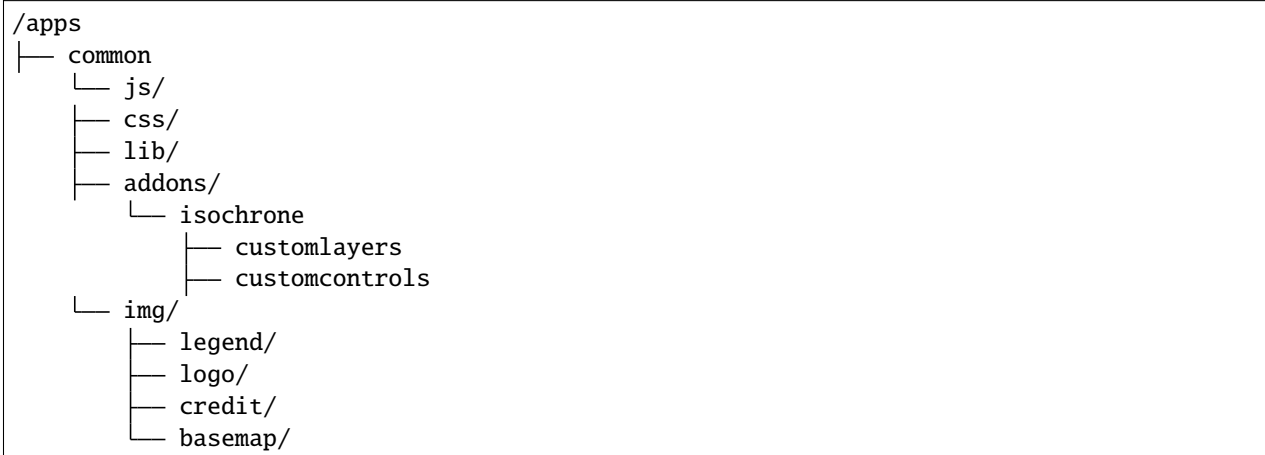 /apps
├── common
    └── js/
    ├── css/
    ├── lib/
    ├── addons/
        └── isochrone
            ├── customlayers
            ├── customcontrols
    └── img/
        ├── legend/
        ├── logo/
        ├── credit/
        └── basemap/